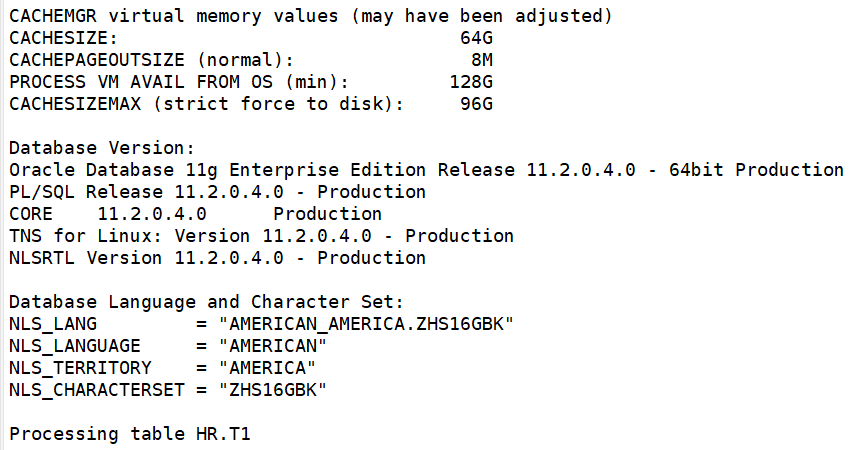 CACHEMGR virtual memory values (may have been adjusted)
CACHESIZE:                               64G
CACHEPAGEOUTSIZE (normal):                8M
PROCESS VM AVAIL FROM OS (min):         128G
CACHESIZEMAX (strict force to disk):     96G

Database Version:
Oracle Database 11g Enterprise Edition Release 11.2.0.4.0 - 64bit Production
PL/SQL Release 11.2.0.4.0 - Production
CORE    11.2.0.4.0      Production
TNS for Linux: Version 11.2.0.4.0 - Production
NLSRTL Version 11.2.0.4.0 - Production

Database Language and Character Set:
NLS_LANG         = "AMERICAN_AMERICA.ZHS16GBK"
NLS_LANGUAGE     = "AMERICAN"
NLS_TERRITORY    = "AMERICA"
NLS_CHARACTERSET = "ZHS16GBK"

Processing table HR.T1